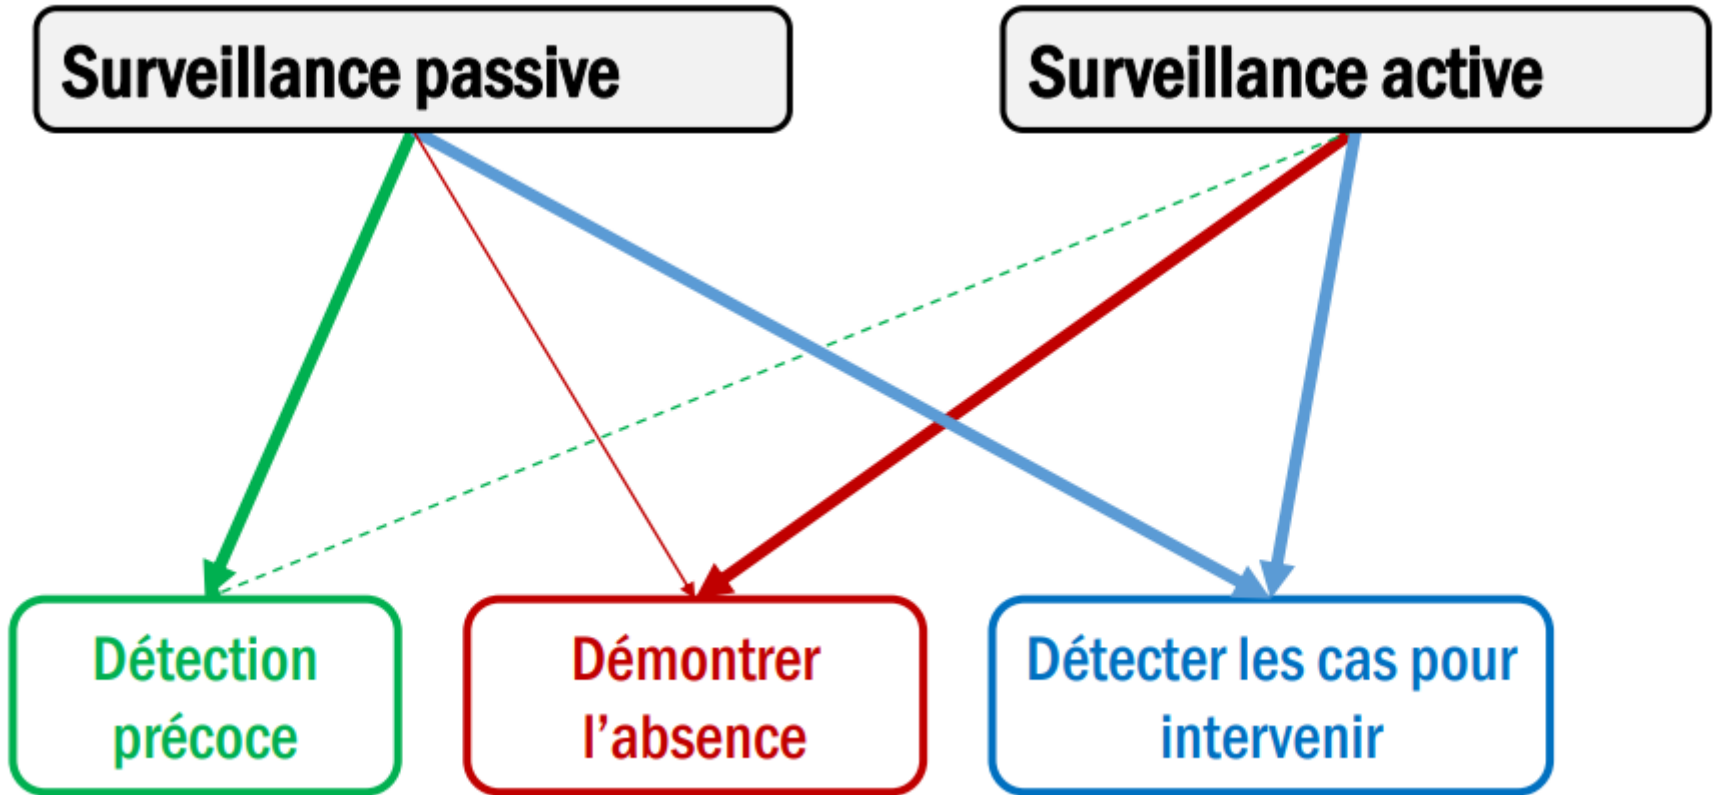 Surveillance passive
Surveillance active
Détection
précoce
Démontrer
l’absence
Détecter les cas pour
intervenir